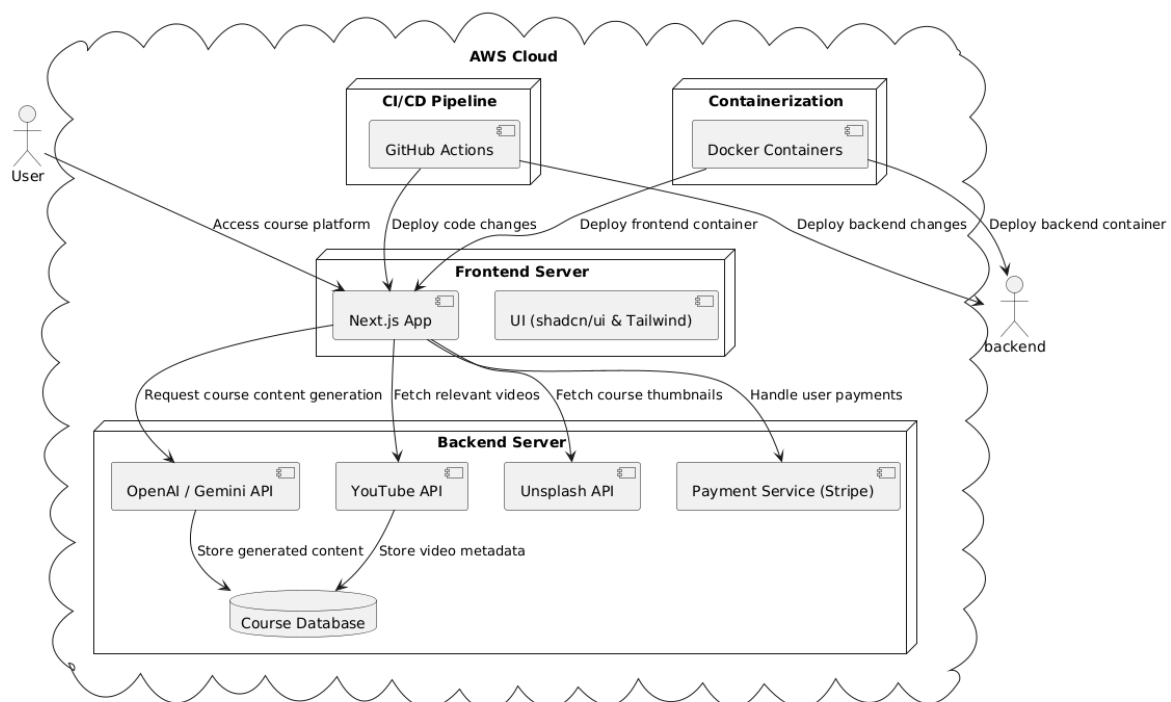 AWS Cloud
CI/CD Pipeline
Containerization
GitHub Actions
Docker Containers
User
Access course platform
Deploy code changes
Deploy frontend container
Deploy backend changes
Deploy backend container
Frontend Server
Next.js App
UI (shadcn/ui & Tailwind)
backend
Request course content generation
Fetch relevant videos
Fetch course thumbnails
Handle user payments
Backend Server
OpenAI / Gemini API
YouTube API
Unsplash API
Payment Service (Stripe)
Store generated content
Store video metadata
Course Database